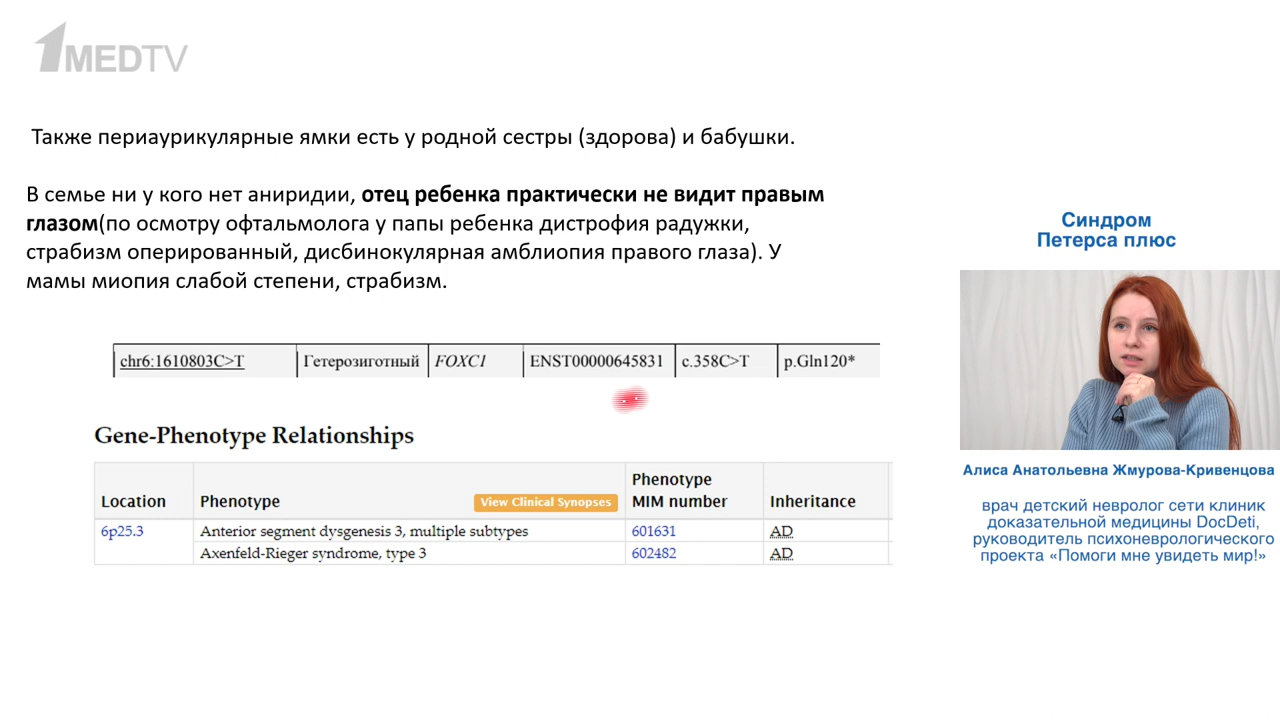 1MEDTV
Также периаурикулярные ямки есть у родной сестры (здорова) и бабушки.
В семье ни у кого нет аниридии, отец ребенка практически не видит правым
глазом(по осмотру офтальмолога у папы ребенка дистрофия радужки,
страбизм оперированный, дисбинокулярная амблиопия правого глаза). У
мамы миопия слабой степени, страбизм.
chr6:1610803C>T Гетерозиготный FOXC1 ENST00000645831 c.358C>T p.Gln120*
Gene-Phenotype Relationships
Location Phenotype View Clinical Synopses Phenotype MIM number Inheritance
6p25.3 Anterior segment dysgenesis 3, multiple subtypes 601631 AD
Axenfeld-Rieger syndrome, type 3 602482 AD
Синдром
Петерса плюс
Алиса Анатольевна Жмурова-Кривенцова
врач детский невролог сети клиник
доказательной медицины DocDeti,
руководитель психоневрологического
проекта «Помоги мне увидеть мир!»